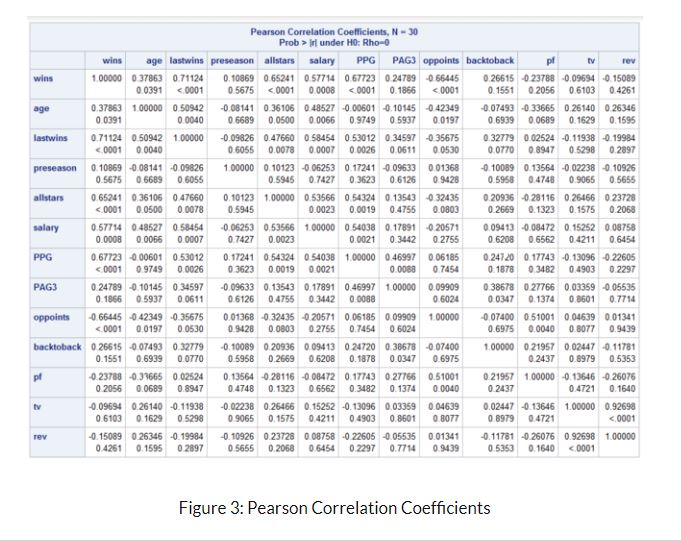 Pearson Correlation Coefficients, N = 30
Prob > |r| under H0: Rho=0
wins age lastwins preseason allstars salary PPG PAG3 oppoints backtoback pf tv rev
wins 1.00000 0.37863 0.71124 0.10869 0.65241 0.57714 0.67723 0.24789 -0.66445 0.26615 -0.23788 -0.09694 -0.15089
0.0391 <.0001 0.5675 <.0001 0.0008 <.0001 0.1866 <.0001 0.1551 0.2056 0.6103 0.4261
age 0.37863 1.00000 0.50942 -0.08141 0.36106 0.48527 -0.00601 -0.10145 -0.42349 -0.07493 -0.33665 0.26140 0.26346
0.0391 0.0040 0.6689 0.0500 0.0066 0.9749 0.5937 0.0197 0.6939 0.0689 0.1629 0.1595
lastwins 0.71124 0.50942 1.00000 -0.09826 0.47660 0.58454 0.53012 0.34597 -0.35675 0.32779 0.02524 -0.11938 -0.19984
<.0001 0.0040 0.6055 0.0078 0.0007 0.0026 0.0611 0.0530 0.0770 0.8947 0.5298 0.2897
preseason 0.10869 -0.08141 -0.09826 1.00000 0.10123 -0.06253 0.17241 -0.09633 0.01368 -0.10089 0.13564 -0.02238 -0.10926
0.5675 0.6689 0.6055 0.5945 0.7427 0.3623 0.6126 0.9428 0.5958 0.4748 0.9065 0.5655
allstars 0.65241 0.36106 0.47660 0.10123 1.00000 0.53566 0.54324 0.13543 -0.32435 0.20936 -0.28116 0.26466 0.23728
<.0001 0.0500 0.0078 0.5945 0.0023 0.0019 0.4755 0.0803 0.2669 0.1323 0.1575 0.2068
salary 0.57714 0.48527 0.58454 -0.06253 0.53566 1.00000 0.54038 0.17891 -0.20571 0.09413 -0.08472 0.15252 0.08758
0.0008 0.0066 0.0007 0.7427 0.0023 0.0021 0.3442 0.2755 0.6208 0.6562 0.4211 0.6454
PPG 0.67723 -0.00601 0.53012 0.17241 0.54324 0.54038 1.00000 0.46997 0.06185 0.24720 0.17743 -0.13096 -0.22605
<.0001 0.9749 0.0026 0.3623 0.0019 0.0021 0.0088 0.7454 0.1878 0.3482 0.4903 0.2297
PAG3 0.24789 -0.10145 0.34597 -0.09633 0.13543 0.17891 0.46997 1.00000 0.09909 0.38678 0.27766 0.03359 -0.05535
0.1866 0.5937 0.0611 0.6126 0.4755 0.3442 0.0088 0.6024 0.0347 0.1374 0.8601 0.7714
oppoints -0.66445 -0.42349 -0.35675 0.01368 -0.32435 -0.20571 0.06185 0.09909 1.00000 -0.07400 0.51001 0.04639 0.01341
<.0001 0.0197 0.0530 0.9428 0.0803 0.2755 0.7454 0.6024 0.6975 0.0040 0.8077 0.9439
backtoback 0.26615 -0.07493 0.32779 -0.10089 0.20936 0.09413 0.24720 0.38678 -0.07400 1.00000 0.21957 0.02447 -0.11781
0.1551 0.6939 0.0770 0.5958 0.2669 0.6208 0.1878 0.0347 0.6975 0.2437 0.8979 0.5353
pf -0.23788 -0.33665 0.02524 0.13564 -0.28116 -0.08472 0.17743 0.27766 0.51001 0.21957 1.00000 -0.13646 -0.26076
0.2056 0.0689 0.8947 0.4748 0.1323 0.6562 0.3482 0.1374 0.0040 0.2437 0.4721 0.1640
tv -0.09694 0.26140 -0.11938 -0.02238 0.26466 0.15252 -0.13096 0.03359 0.04639 0.02447 -0.13646 1.00000 0.92698
0.6103 0.1629 0.5298 0.9065 0.1575 0.4211 0.4903 0.8601 0.8077 0.8979 0.4721 <.0001
rev -0.15089 0.26346 -0.19984 -0.10926 0.23728 0.08758 -0.22605 -0.05535 0.01341 -0.11781 -0.26076 0.92698 1.00000
0.4261 0.1595 0.2897 0.5655 0.2068 0.6454 0.2297 0.7714 0.9439 0.5353 0.1640 <.0001
Figure 3: Pearson Correlation Coefficients